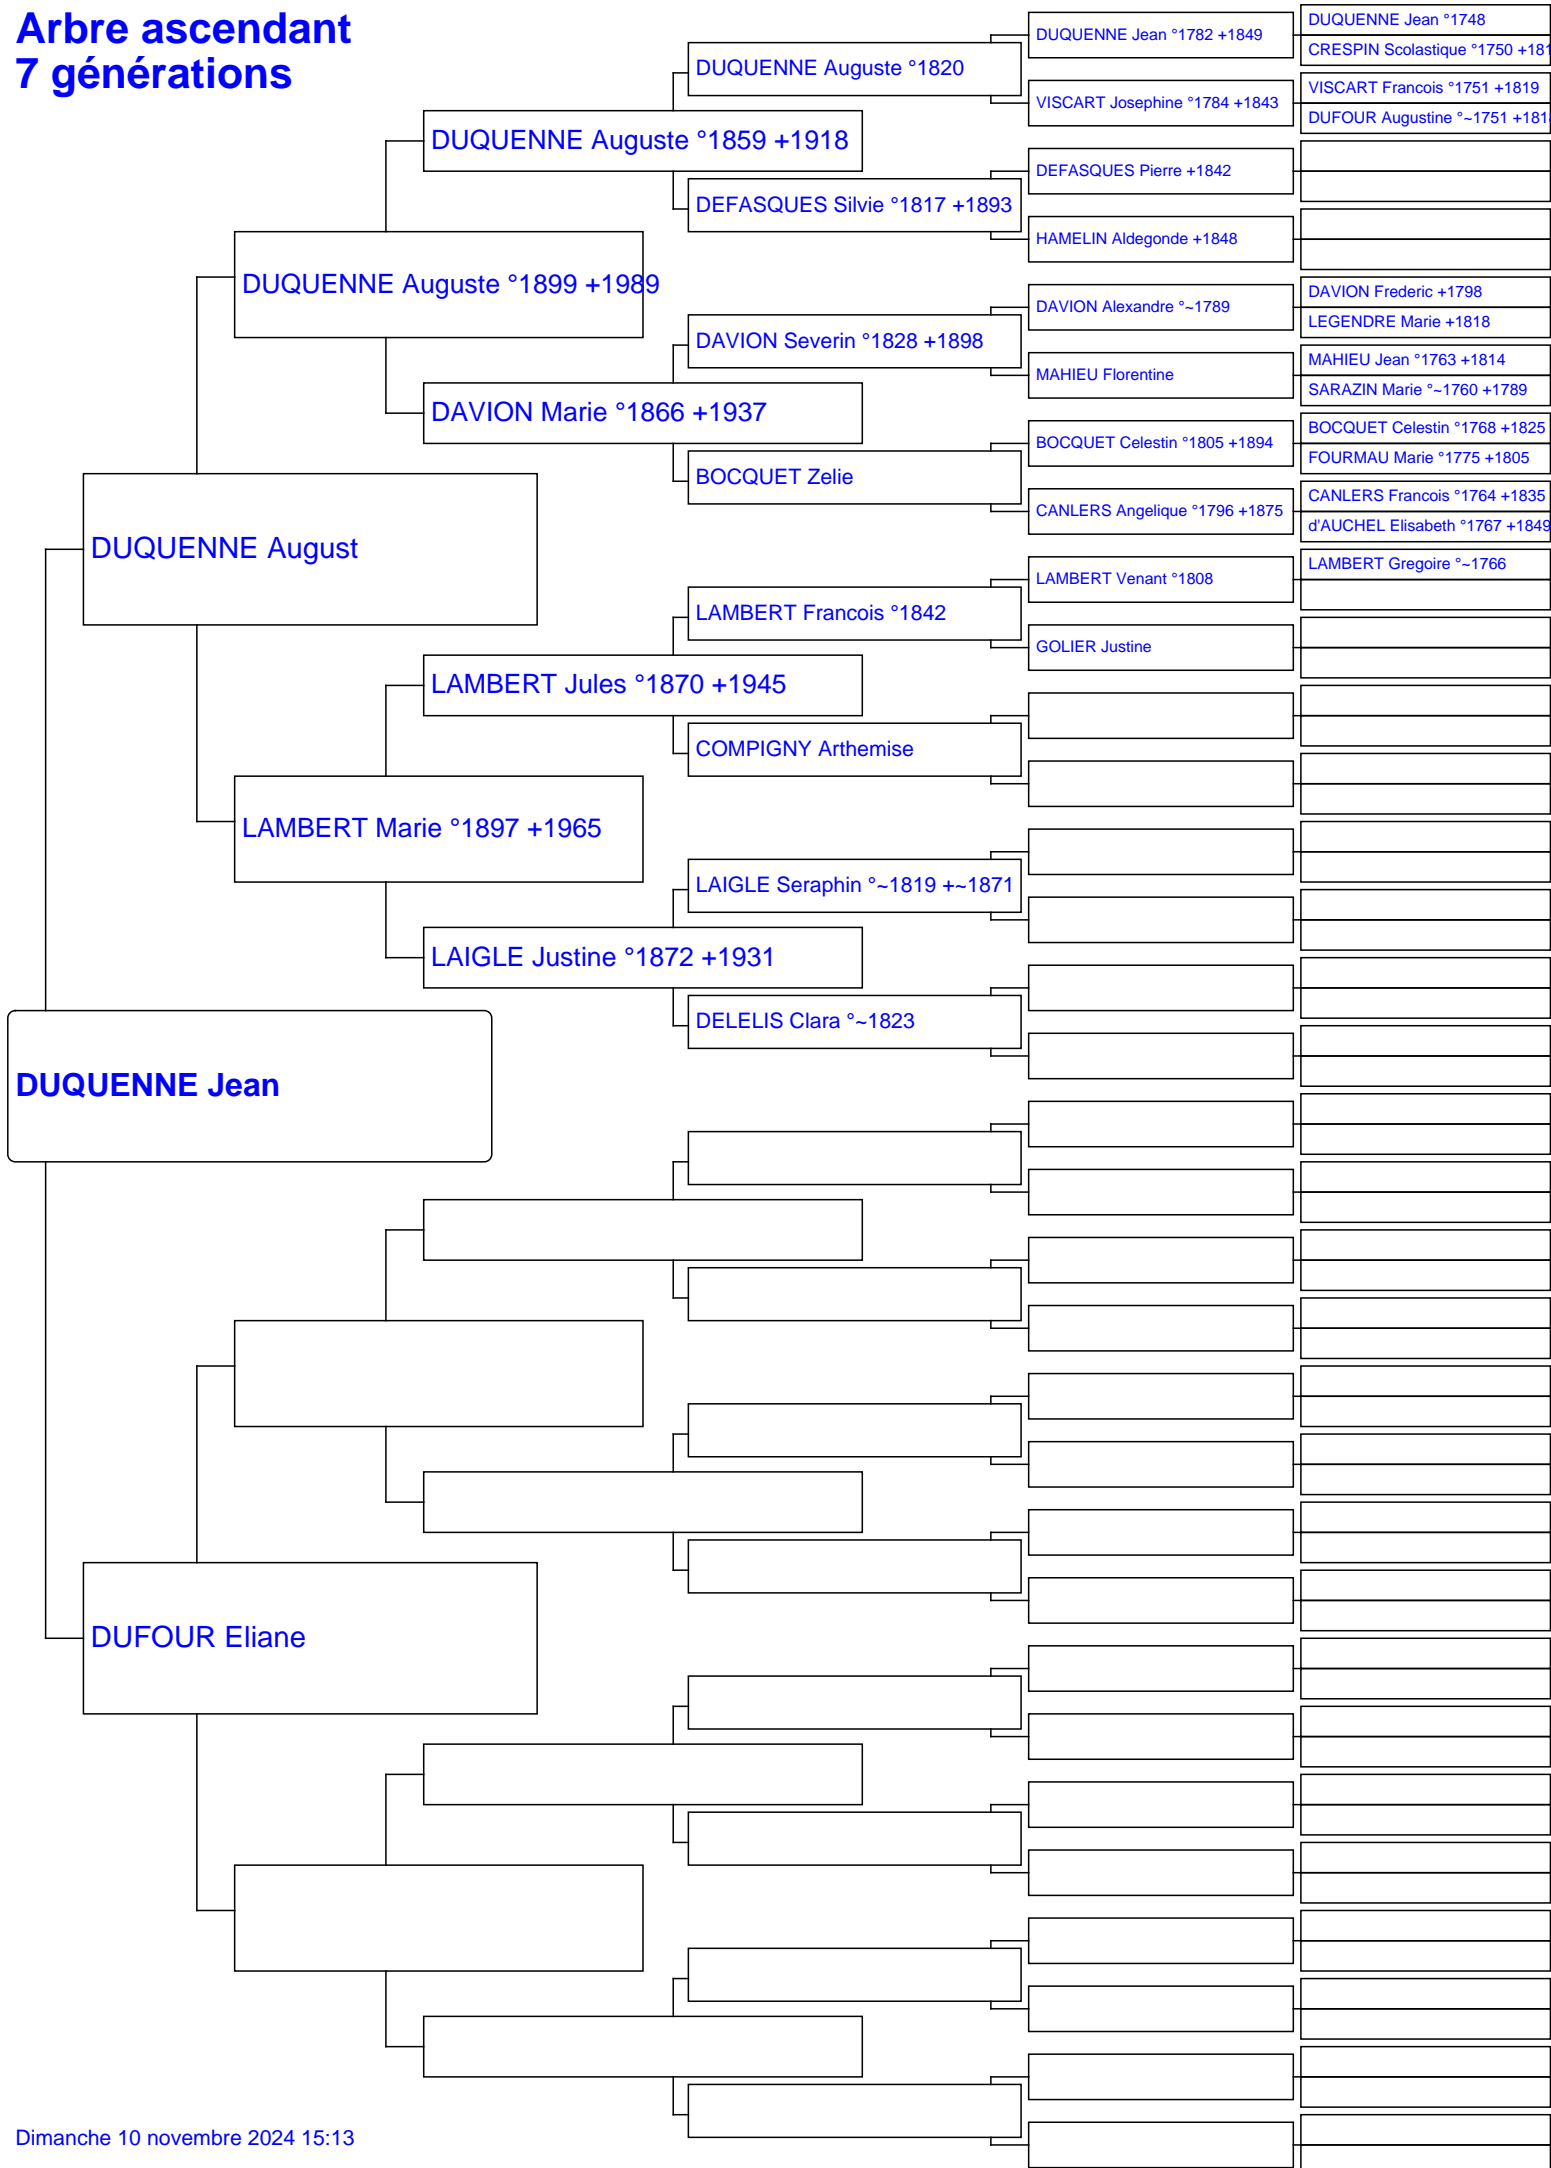 Arbre ascendant
7 générations
DUQUENNE Jean °1748
DUQUENNE Jean °1782 +1849
CRESPIN Scolastique °1750
DUQUENNE Auguste °1820
VISCART Francois °1751 +1819
VISCART Josephine °1784 +1843
DUFOUR Augustine °~1751
DUQUENNE Auguste °1859 +1918
DEFASQUES Pierre +1842
DEFASQUES Silvie °1817 +1893
HAMELIN Aldegonde +1848
DUQUENNE Auguste °1899 +1989
DAVION Frederic +1798
DAVION Alexandre °~1789
LEGENDRE Marie +1818
DAVION Severin °1828 +1898
MAHIEU Jean °1763 +1814
MAHIEU Florentine
SARAZIN Marie °~1760 +1789
DAVION Marie °1866 +1937
BOCQUET Celestin °1768 +1825
BOCQUET Celestin °1805 +1894
FOURMAU Marie °1775 +1805
BOCQUET Zelie
CANLERS Francois °1764 +1835
CANLERS Angelique °1796 +1875
d'AUCHEL Elisabeth °1767 +1849
DUQUENNE August
LAMBERT Gregoire °~1766
LAMBERT Venant °1808
LAMBERT Francois °1842
GOLIER Justine
LAMBERT Jules °1870 +1945
COMPIGNY Arthemise
LAMBERT Marie °1897 +1965
LAIGLE Seraphin °~1819 +~1871
LAIGLE Justine °1872 +1931
DELELIS Clara °~1823
DUQUENNE Jean
DUFOUR Eliane
Dimanche 10 novembre 2024 15:13